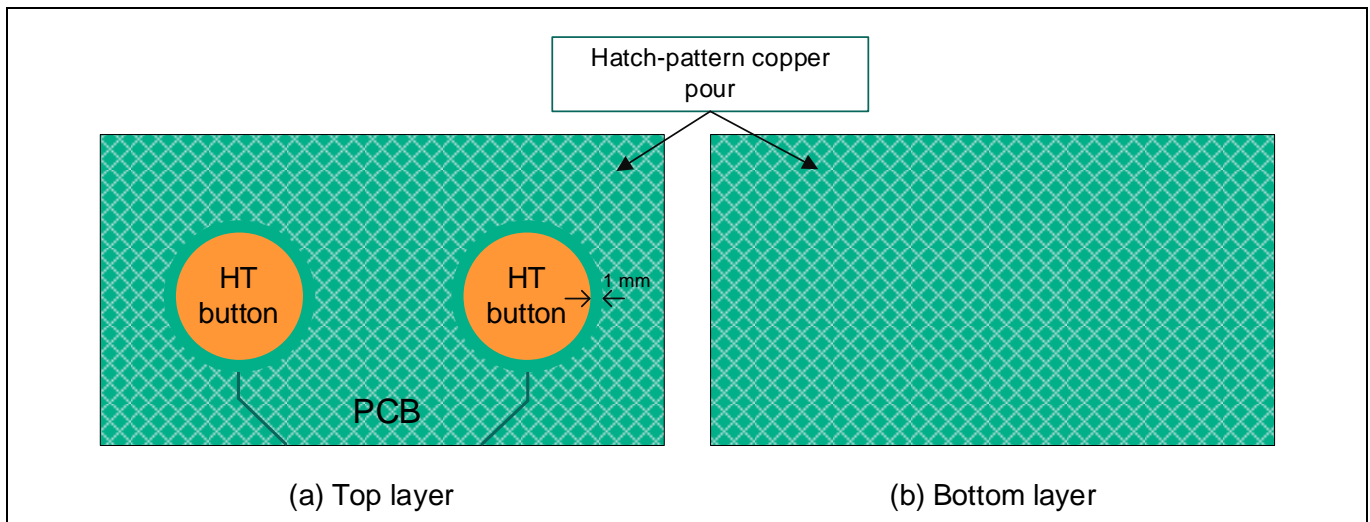 Hatch-pattern copper
pour
HT
button
HT
button
1 mm
PCB
(a) Top layer
(b) Bottom layer